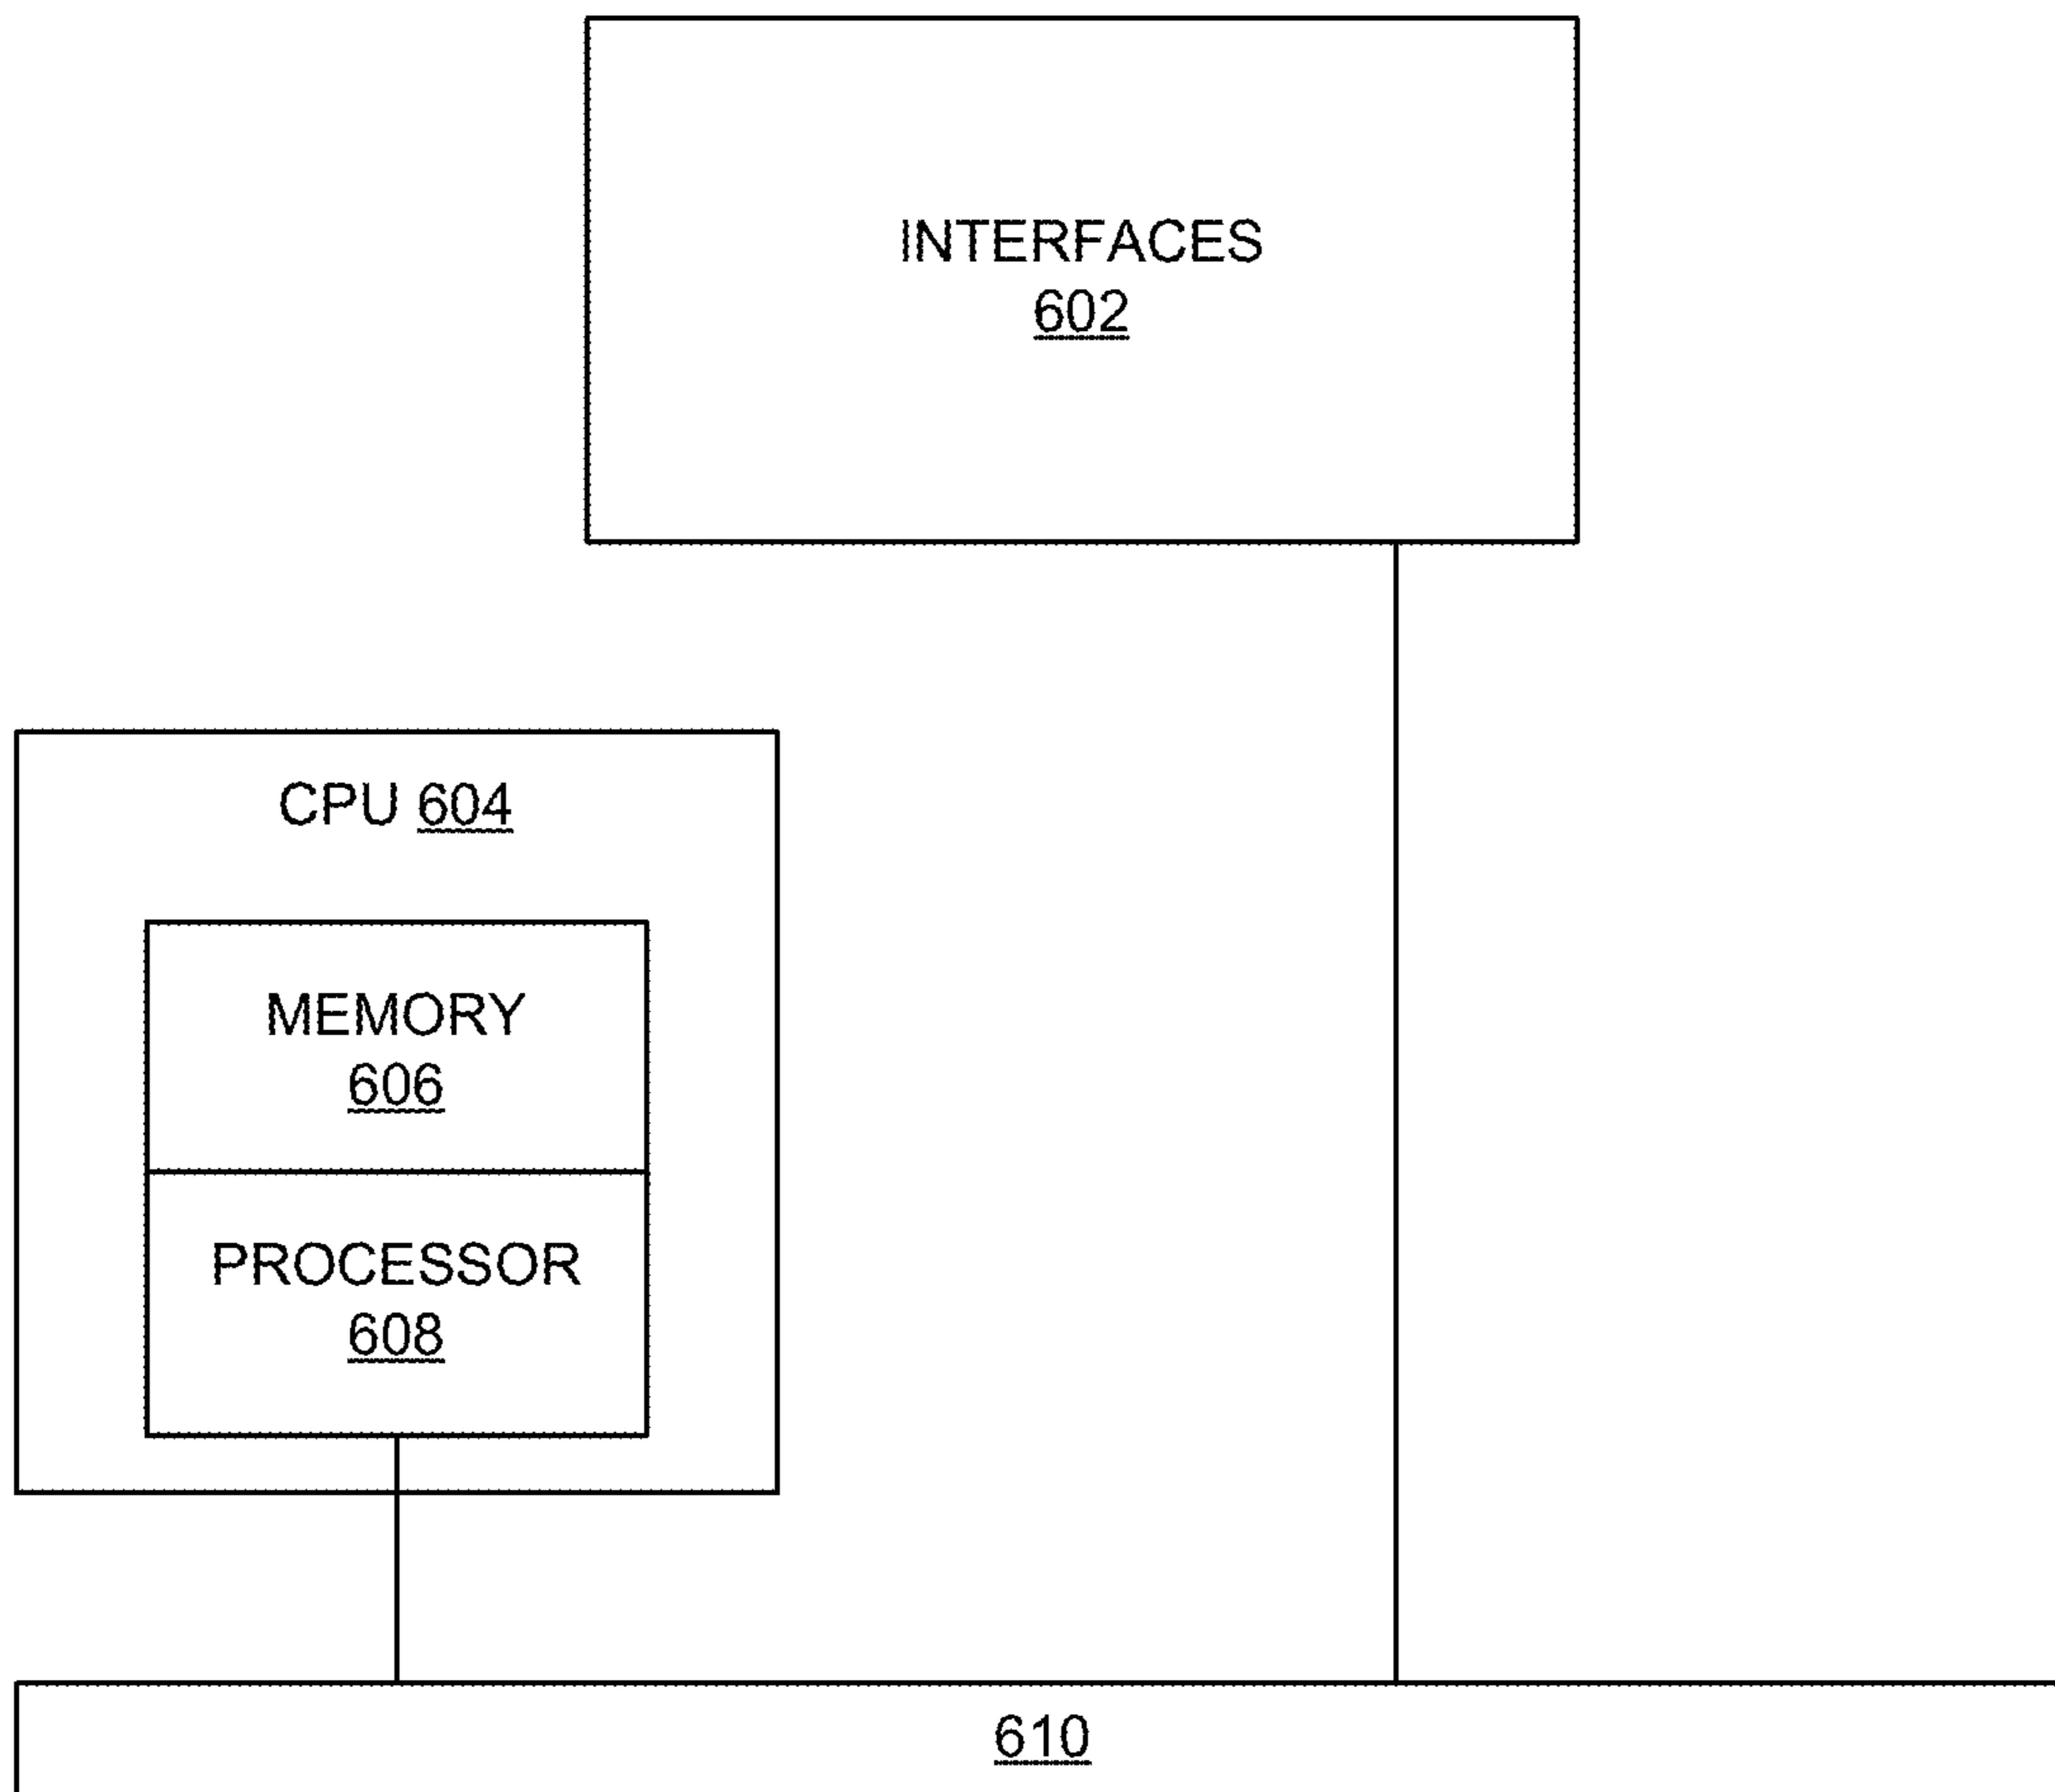 INTERFACES
602
CPU 604
MEMORY
606
PROCESSOR
608
610